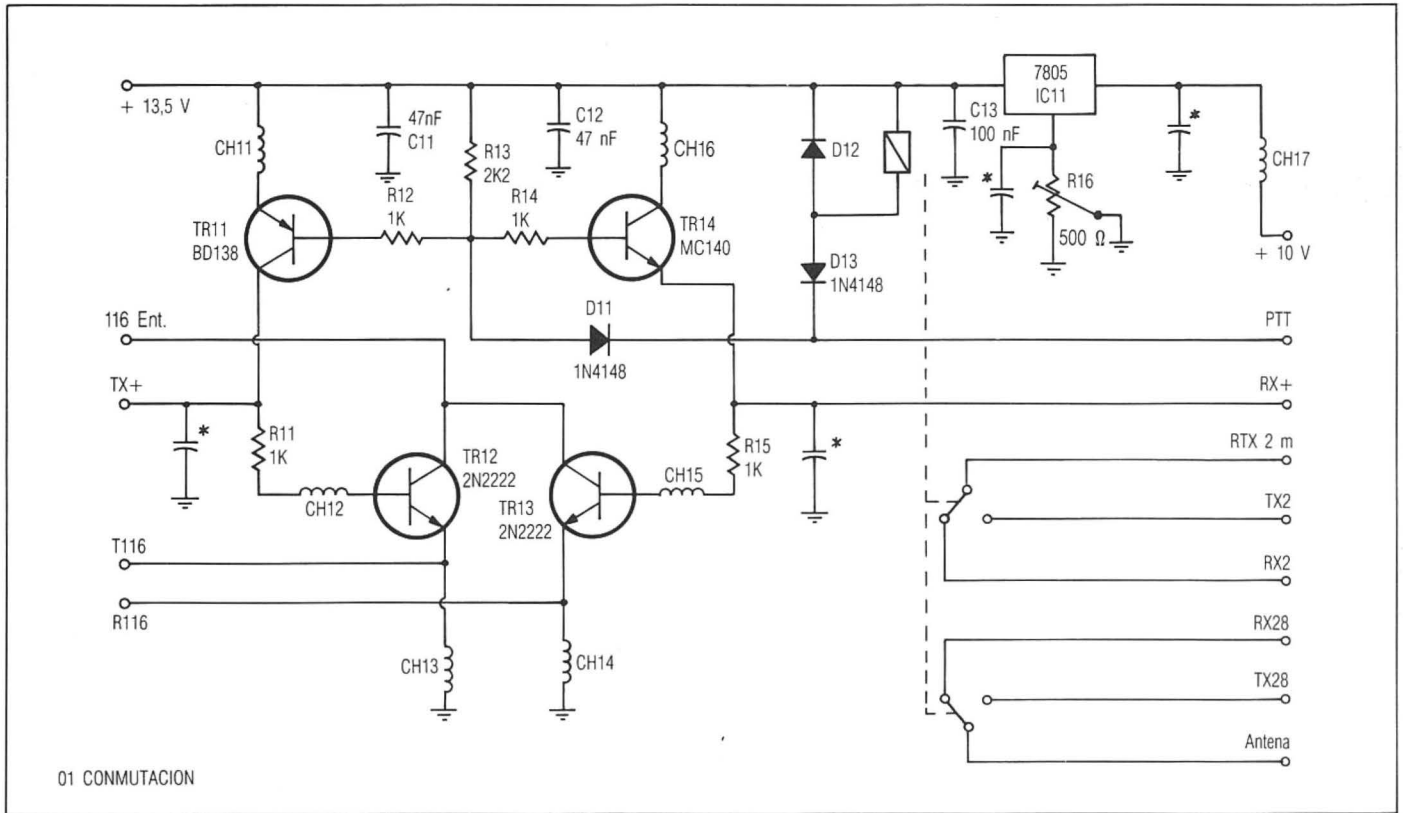 + 13,5 V
CH11
47nF
C11
R13
2K2
C12
47 nF
CH16
D12
C13
100 nF
7805
IC11
*
CH17
*
R16
500 Ω
+ 10 V
TR11
BD138
R12
1K
R14
1K
TR14
MC140
D13
1N4148
116 Ent.
D11
1N4148
PTT
TX+
RX+
*
R11
1K
CH12
TR12
2N2222
TR13
2N2222
CH15
R15
1K
*
RTX 2 m
TX2
RX2
T116
R116
CH13
CH14
RX28
TX28
Antena
01 CONMUTACION